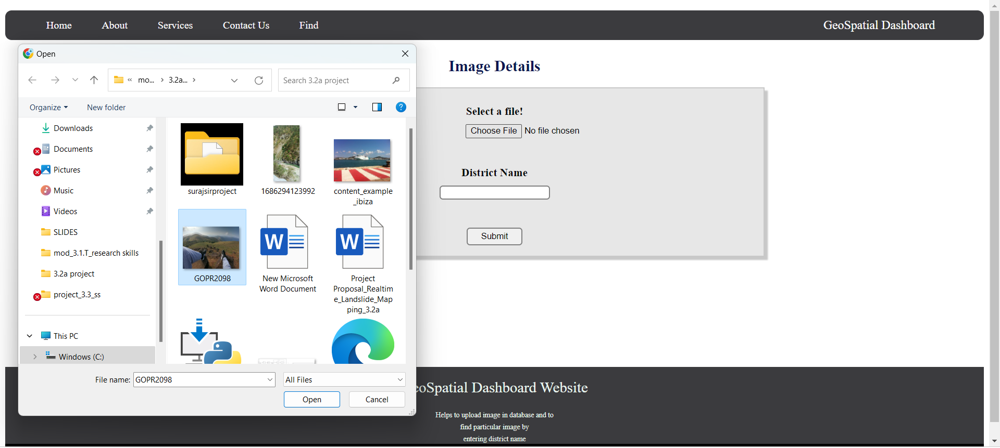 Home About Services Contact Us Find GeoSpatial Dashboard
Open
mo... 3.2a...
Search 3.2a project
Organize New folder
Downloads
Documents
Pictures
Music
Videos
SLIDES
mod_3.1.T_research skills
3.2a project
project_3.3_ss
This PC
Windows (C:)
surajsirproject
1686294123992
content_example
_ibiza
GOPR2098
New Microsoft
Word Document
Project
Proposal_Realtim
e_Landslide_Map
ping_3.2a
File name: GOPR2098 All Files
Open Cancel
Image Details
Select a file!
Choose File No file chosen
District Name
Submit
eoSpatial Dashboard Website
Helps to upload image in database and to
find particular image by
entering district name